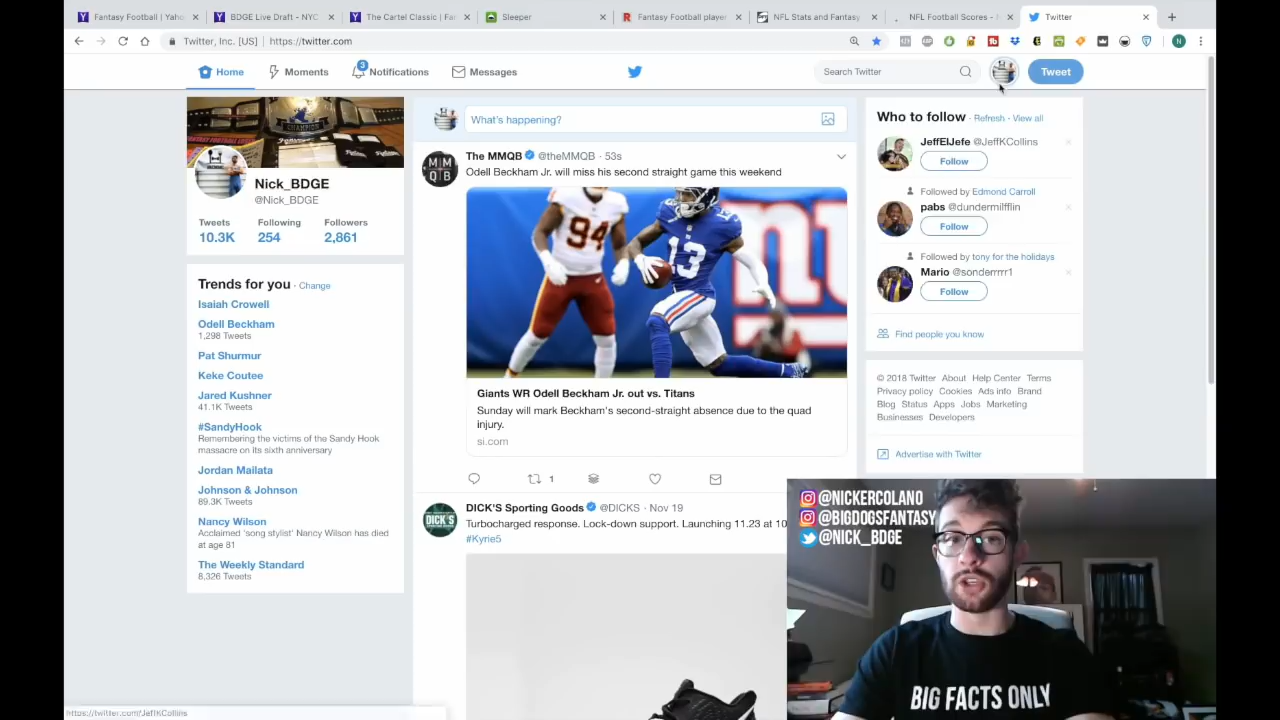 Fantasy Football | Yaho
BDGE Live Draft - NYC
The Cartel Classic | Fan
Sleeper
Fantasy Football player
NFL Stats and Fantasy
NFL Football Scores -
Twitter
Twitter, Inc. [US] | https://twitter.com
N
Home
Moments
3
Notifications
Messages
Search Twitter
Tweet
CHAMPION
Nick_BDGE
@Nick_BDGE
Tweets Following Followers
10.3K 254 2,861
Trends for you · Change
Isaiah Crowell
Odell Beckham
1,298 Tweets
Pat Shurmur
Keke Coutee
Jared Kushner
41.1K Tweets
#SandyHook
Remembering the victims of the Sandy Hook
massacre on its sixth anniversary
Jordan Mailata
Johnson & Johnson
89.3K Tweets
Nancy Wilson
Acclaimed 'song stylist' Nancy Wilson has died
at age 81
The Weekly Standard
8,326 Tweets
What's happening?
MM
QB
The MMQB @theMMQB · 53s
Odell Beckham Jr. will miss his second straight game this weekend
94
13
Giants WR Odell Beckham Jr. out vs. Titans
Sunday will mark Beckham's second-straight absence due to the quad
injury.
si.com
1
DICK'S
DICK'S Sporting Goods @DICKS · Nov 19
Turbocharged response. Lock-down support. Launching 11.23 at 10
#Kyrie5
Who to follow · Refresh · View all
JeffElJefe @JeffKCollins
Follow
Followed by Edmond Carroll
pabs @dundermilfflin
Follow
Followed by tony for the holidays
Mario @sonderrrrr1
Follow
Find people you know
© 2018 Twitter About Help Center Terms
Privacy policy Cookies Ads info Brand
Blog Status Apps Jobs Marketing
Businesses Developers
Advertise with Twitter
@NICKERCOLANO
@BIGDOGSFANTASY
@NICK_BDGE
BIG FACTS ONLY
https://twitter.com/JeffKCollins